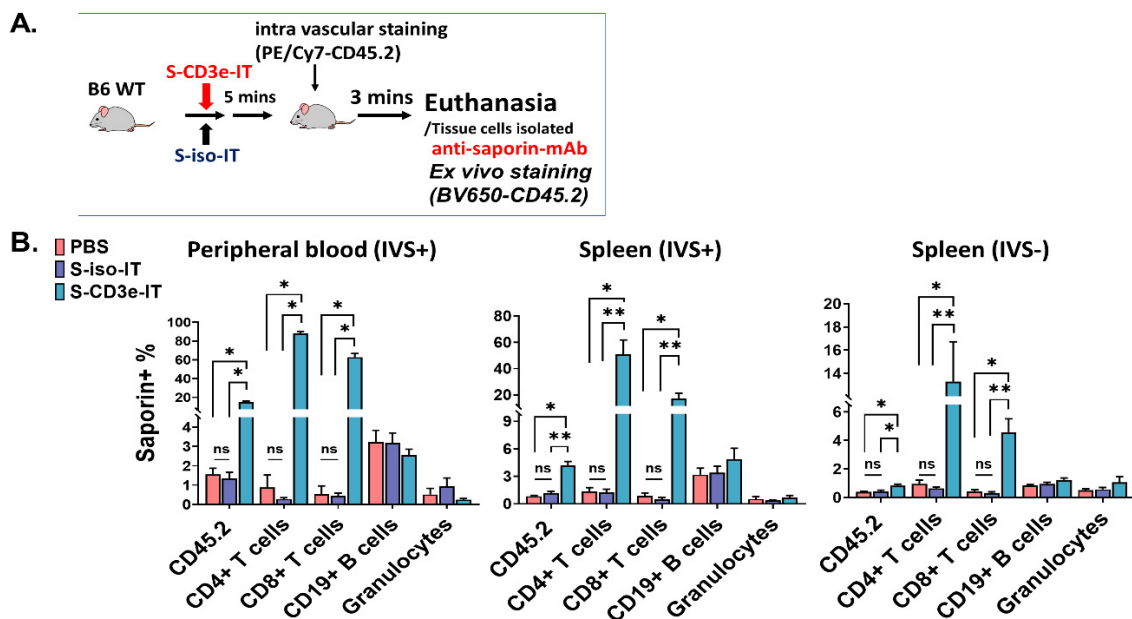 A.
intra vascular staining
(PE/Cy7-CD45.2)
S-CD3e-IT
B6 WT
5 mins
3 mins
Euthanasia
/Tissue cells isolated
anti-saporin-mAb
Ex vivo staining
(BV650-CD45.2)
S-iso-IT
B.
PBS
S-iso-IT
S-CD3e-IT
Saporin+ %
Peripheral blood (IVS+)
100
80
60
40
20
5
4
3
2
1
0
* * * * * *
ns ns ns
CD45.2
CD4+ T cells
CD8+ T cells
CD19+ B cells
Granulocytes
Spleen (IVS+)
80
60
40
20
6
3
0
* ** * ** * **
ns ns ns
CD45.2
CD4+ T cells
CD8+ T cells
CD19+ B cells
Granulocytes
Spleen (IVS-)
20
18
16
14
12
6
4
2
0
* * * ** * **
ns ns ns
CD45.2
CD4+ T cells
CD8+ T cells
CD19+ B cells
Granulocytes